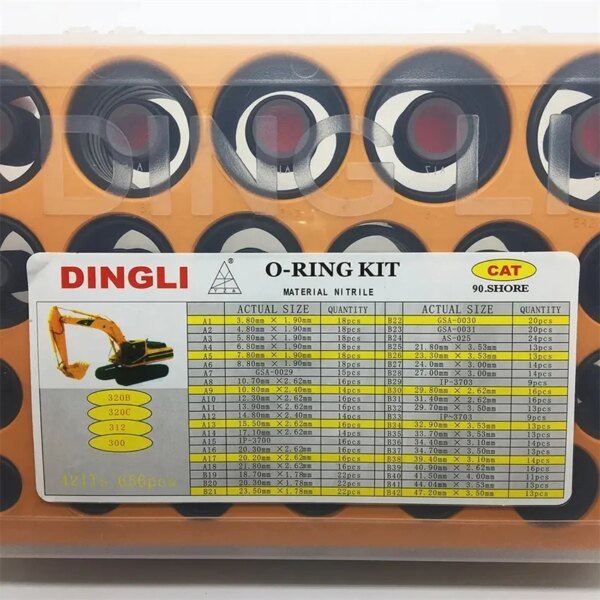 DINGLI
DINGLI
YZA
O-RING KIT
MATERIAL NITRILE
CAT
90.SHORE
ACTUAL SIZE QUANTITY ACTUAL SIZE QUANTITY
A1 3.80mm ×1.90mm 18pcs B22 GSA-0030 20pcs
A2 4.80mm ×1.90mm 18pcs B23 GSA-0031 20pcs
A3 5.80mm ×1.90mm 18pcs B24 AS-025 24pcs
A4 6.80mm ×1.90mm 18pcs B25 21.80mm × 3.53mm 13pcs
A5 7.80mm ×1.90mm 18pcs B26 23.30mm × 3.53mm 13pcs
A6 8.80mm ×1.90mm 18pcs B27 24.0mm × 3.00mm 14pcs
A7 GSA-0029 15pcs B28 27.00mm × 3.00mm 14pcs
A8 10.70mm ×2.62mm 16pcs B29 IP-3703 9pcs
A9 10.80mm ×2.40mm 14pcs B30 29.80mm × 2.62mm 16pcs
A10 12.30mm ×2.62mm 16pcs B31 31.40mm × 2.62mm 16pcs
A11 13.90mm ×2.62mm 16pcs B32 29.70mm × 3.50mm 13pcs
A12 14.80mm ×2.40mm 14pcs B33 IP-3703 9pcs
A13 15.50mm ×2.62mm 16pcs B34 32.90mm × 3.53mm 13pcs
A14 17.10mm ×2.62mm 14pcs B35 33.70mm × 3.50mm 13pcs
A15 IP-3700 B36 34.30mm × 3.10mm 14pcs
A16 20.30mm ×2.62mm 16pcs B37 34.70mm × 3.50mm 13pcs
A17 20.20mm ×2.62mm 16pcs B38 39.40mm × 3.10mm 14pcs
A18 21.80mm ×2.62mm 16pcs B39 40.90mm × 2.62mm 16pcs
B19 18.70mm ×1.78mm 22pcs B40 41.50mm × 4.00mm 11pcs
B20 20.30mm ×1.78mm 22pcs B41 44.04mm × 3.53mm 13pcs
B21 23.50mm ×1.78mm 22pcs B42 47.20mm × 3.50mm 13pcs
320B
320C
312
300